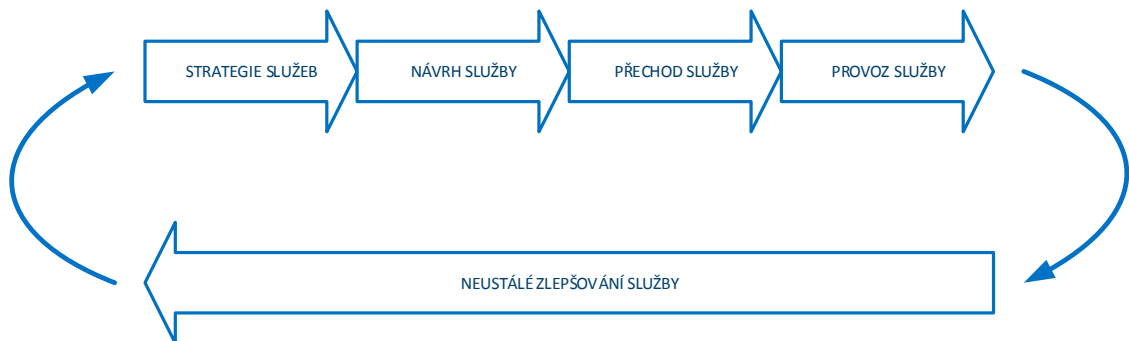 STRATEGIE SLUŽEB
NÁVRH SLUŽBY
PŘECHOD SLUŽBY
PROVOZ SLUŽBY
NEUSTÁLÉ ZLEPŠOVÁNÍ SLUŽBY